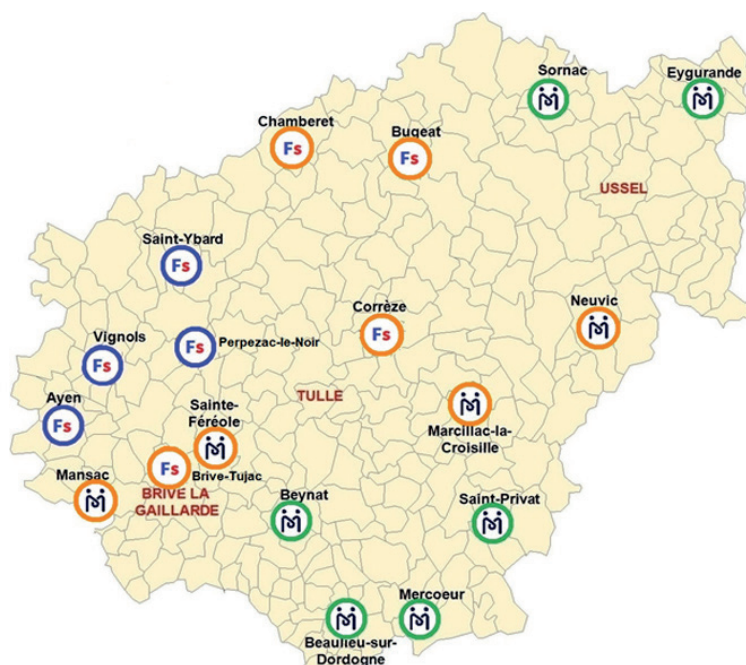 Sornac
Eygurande
Chamberet
Bugeat
Fs
Fs
USSEL
Saint-Ybard
Fs
Corrèze
Neuvic
Vignols
Fs
Perpezac-le-Noir
Fs
Fs
Ayen
Sainte-
Féréole
TULLE
Fs
Marcillac-la-
Croisille
Mansac
Fs
Brive-Tujac
BRIVE LA
GAILLARDE
Beynat
Saint-Privat
Mercoeur
Beaulieu-sur-
Dordogne